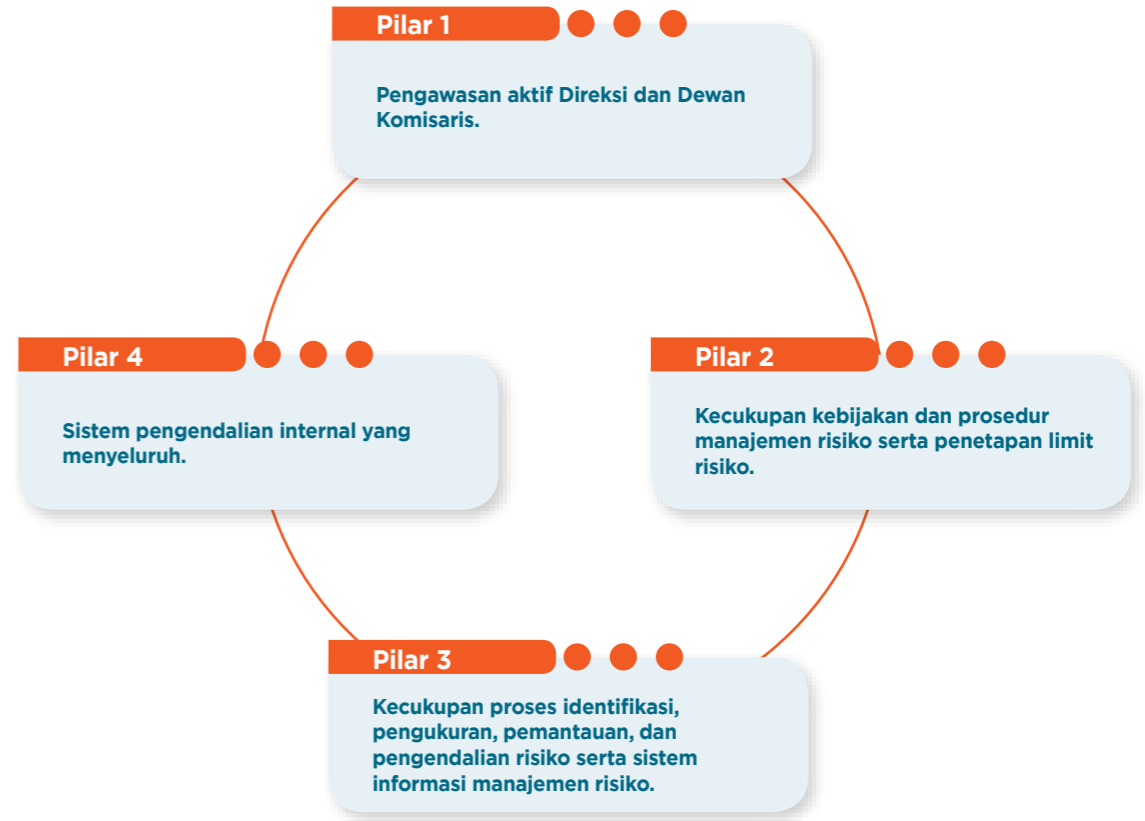 Pilar 1
Pengawasan aktif Direksi dan Dewan
Komisaris.
Pilar 4
Sistem pengendalian internal yang
menyeluruh.
Pilar 2
Kecukupan kebijakan dan prosedur
manajemen risiko serta penetapan limit
risiko.
Pilar 3
Kecukupan proses identifikasi,
pengukuran, pemantauan, dan
pengendalian risiko serta sistem
informasi manajemen risiko.